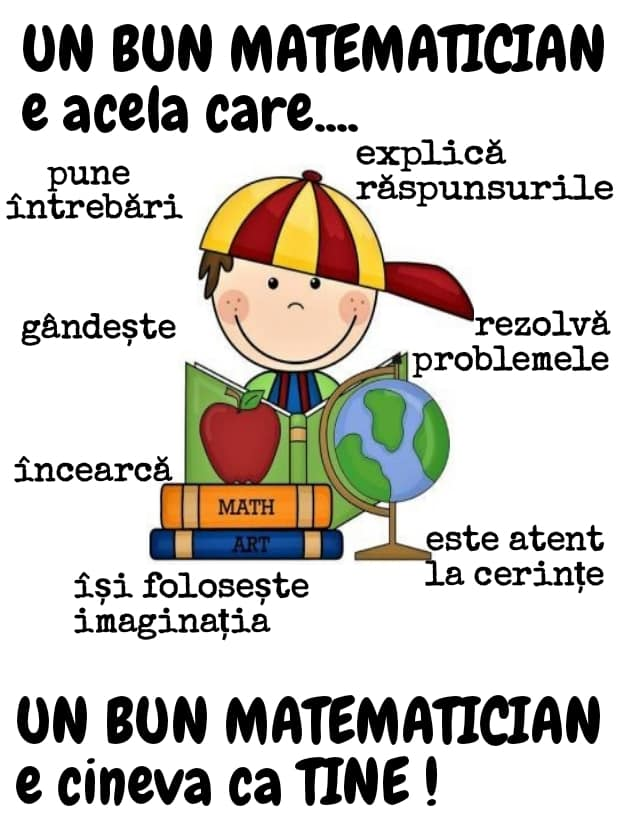 UN BUN MATEMATICIAN
e acela care....
pune
întrebări
explică
răspunsurile
gândește
rezolvă
problemele
încearcă
MATH
ART
este atent
la cerințe
își folosește
imaginația
UN BUN MATEMATICIAN
e cineva ca TINE !